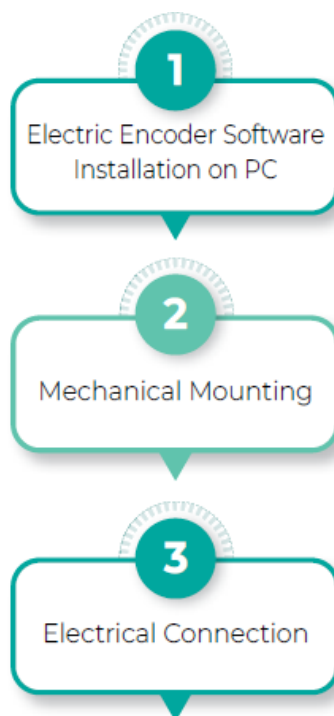 1
Electric Encoder Software
Installation on PC
2
Mechanical Mounting
3
Electrical Connection